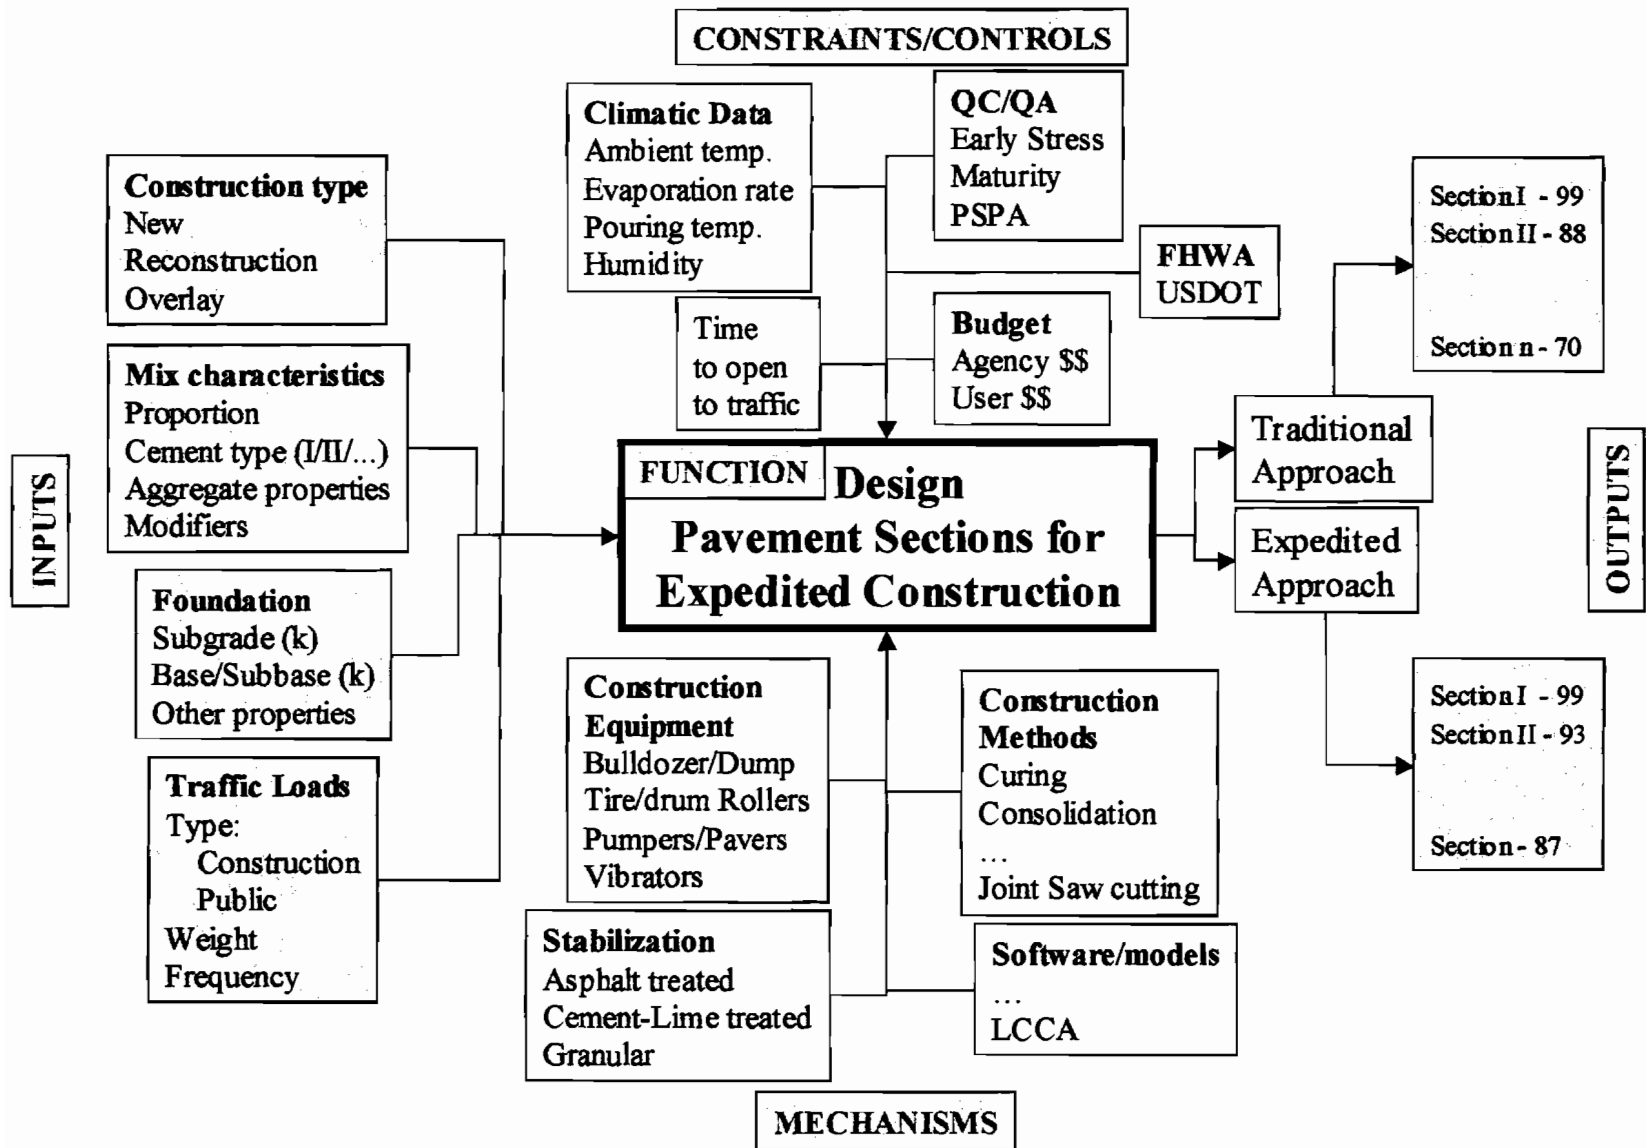 CONSTRAINTS/CONTROLS
Climatic Data
Ambient temp.
Evaporation rate
Pouring temp.
Humidity
QC/QA
Early Stress
Maturity
PSPA
FHWA
USDOT
Time
to open
to traffic
Budget
Agency $$
User $$
INPUTS
Construction type
New
Reconstruction
Overlay
Mix characteristics
Proportion
Cement type (I/II/...)
Aggregate properties
Modifiers
Foundation
Subgrade (k)
Base/Subbase (k)
Other properties
Traffic Loads
Type:
Construction
Public
Weight
Frequency
FUNCTION
Design
Pavement Sections for
Expedited Construction
Construction
Equipment
Bulldozer/Dump
Tire/drum Rollers
Pumpers/Pavers
Vibrators
Construction
Methods
Curing
Consolidation
...
Joint Saw cutting
Stabilization
Asphalt treated
Cement-Lime treated
Granular
Software/models
...
LCCA
MECHANISMS
Traditional
Approach
Expedited
Approach
Section I - 99
Section II - 88
Section n - 70
Section I - 99
Section II - 93
Section - 87
OUTPUTS